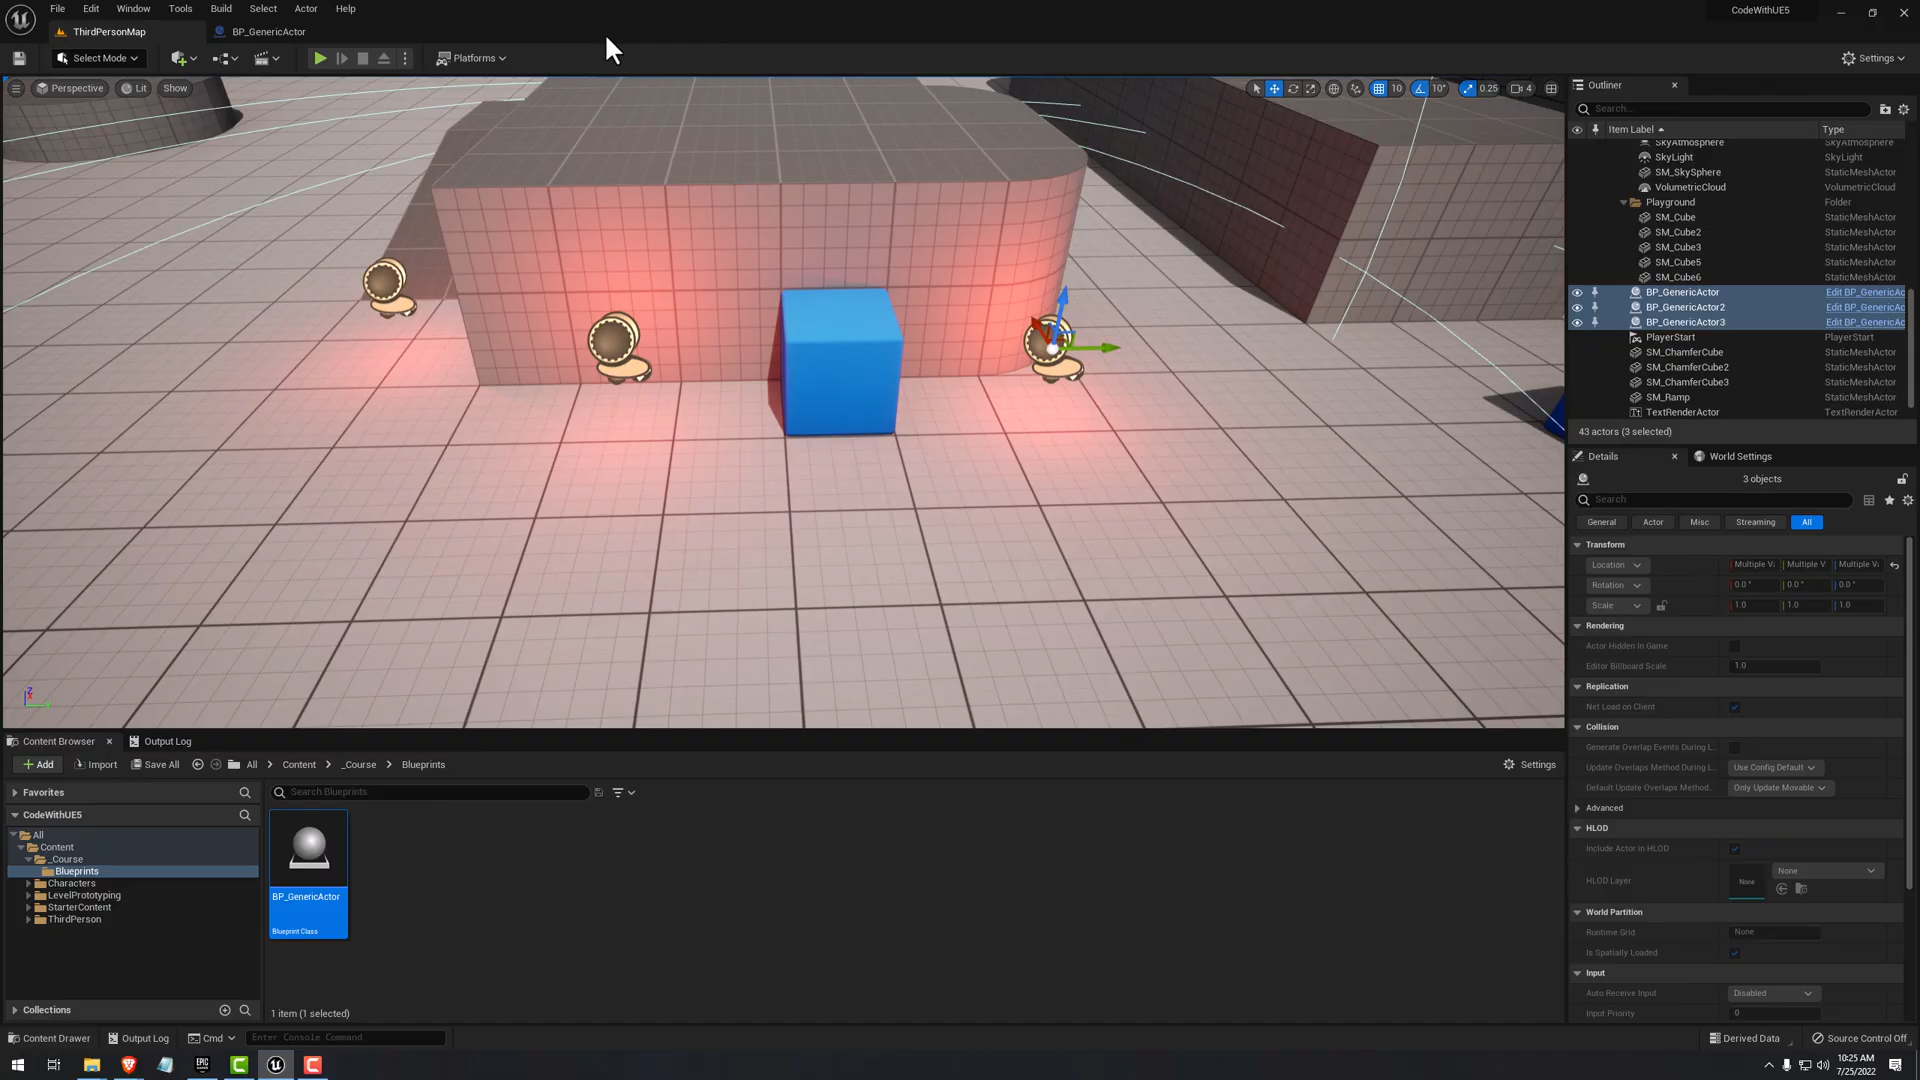 File Edit Window Tools Build Select Actor Help
CodeWithUE5
ThirdPersonMap BP_GenericActor
Select Mode Platforms Settings
Perspective Lit Show 10 10° 0.25 4
Outliner
Search...
Item Label Type
SkyAtmosphere SkyAtmosphere
SkyLight SkyLight
SM_SkySphere StaticMeshActor
VolumetricCloud VolumetricCloud
Playground Folder
SM_Cube StaticMeshActor
SM_Cube2 StaticMeshActor
SM_Cube3 StaticMeshActor
SM_Cube5 StaticMeshActor
SM_Cube6 StaticMeshActor
BP_GenericActor Edit BP_GenericAc
BP_GenericActor2 Edit BP_GenericAc
BP_GenericActor3 Edit BP_GenericAc
PlayerStart PlayerStart
SM_ChamferCube StaticMeshActor
SM_ChamferCube2 StaticMeshActor
SM_ChamferCube3 StaticMeshActor
SM_Ramp StaticMeshActor
TextRenderActor TextRenderActor
43 actors (3 selected)
Details World Settings
3 objects
Search
General Actor Misc Streaming All
Transform
Location Multiple V Multiple V Multiple V
Rotation 0.0° 0.0° 0.0°
Scale 1.0 1.0 1.0
Rendering
Actor Hidden In Game
Editor Billboard Scale 1.0
Replication
Net Load on Client
Collision
Generate Overlap Events During L...
Update Overlaps Method During L... Use Config Default
Default Update Overlaps Method... Only Update Movable
Advanced
HLOD
Include Actor in HLOD
HLOD Layer None None
World Partition
Runtime Grid None
Is Spatially Loaded
Input
Auto Receive Input Disabled
Input Priority 0
Z X Y
Content Browser Output Log
Add Import Save All All Content _Course Blueprints Settings
Favorites
CodeWithUE5
All
Content
_Course
Blueprints
Characters
LevelPrototyping
StarterContent
ThirdPerson
Collections
Search Blueprints
BP_GenericActor
Blueprint Class
1 item (1 selected)
Content Drawer Output Log Cmd Enter Console Command Derived Data Source Control Off
EPIC GAMES
10:25 AM
7/25/2022